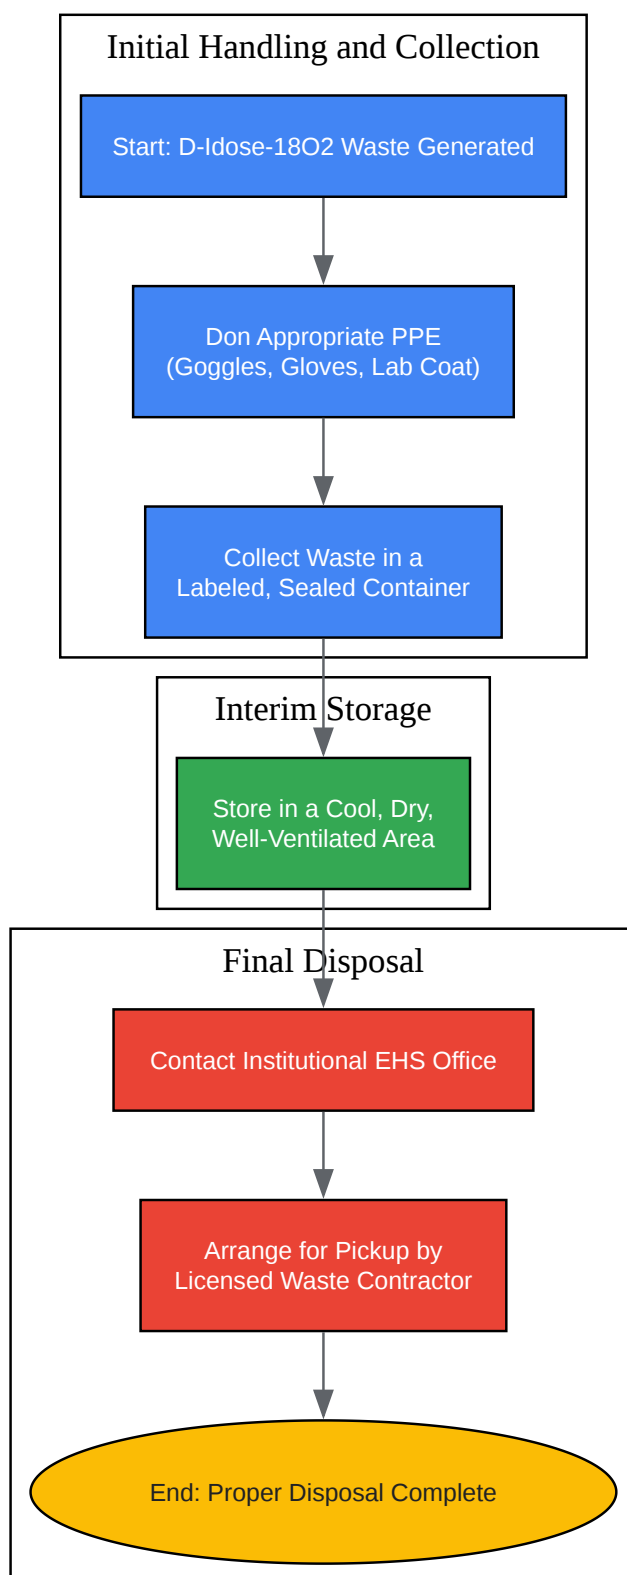 Initial Handling and Collection
Start: D-Idose-18O2 Waste Generated
Don Appropriate PPE
(Goggles, Gloves, Lab Coat)
Collect Waste in a
Labeled, Sealed Container
Interim Storage
Store in a Cool, Dry,
Well-Ventilated Area
Final Disposal
Contact Institutional EHS Office
Arrange for Pickup by
Licensed Waste Contractor
End: Proper Disposal Complete